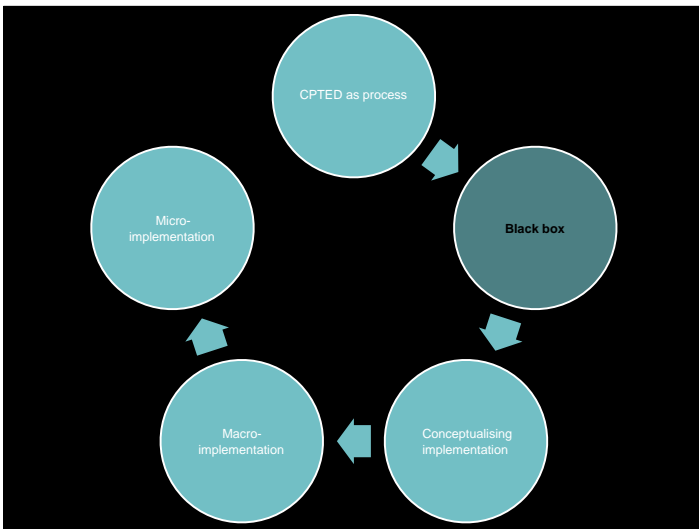 CPTED as process
Black box
Conceptualising
implementation
Macro-
implementation
Micro-
implementation